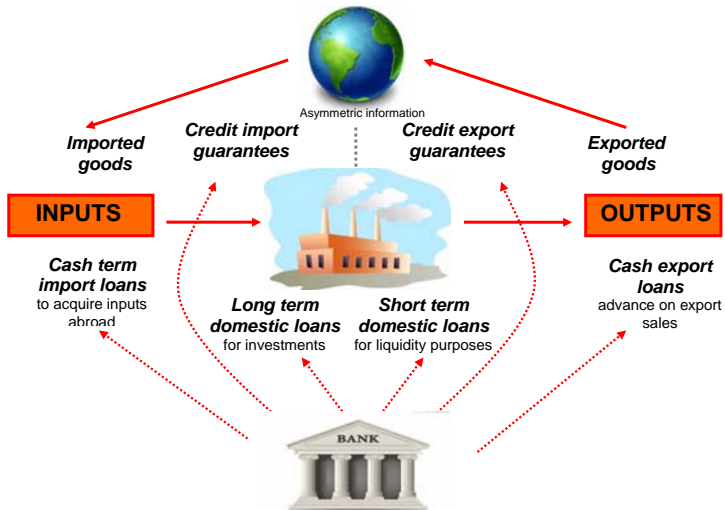 Asymmetric information
Imported
goods
Credit import
guarantees
Credit export
guarantees
Exported
goods
INPUTS
OUTPUTS
Cash term
import loans
to acquire inputs
abroad
Long term
domestic loans
for investments
Short term
domestic loans
for liquidity purposes
Cash export
loans
advance on export
sales
BANK